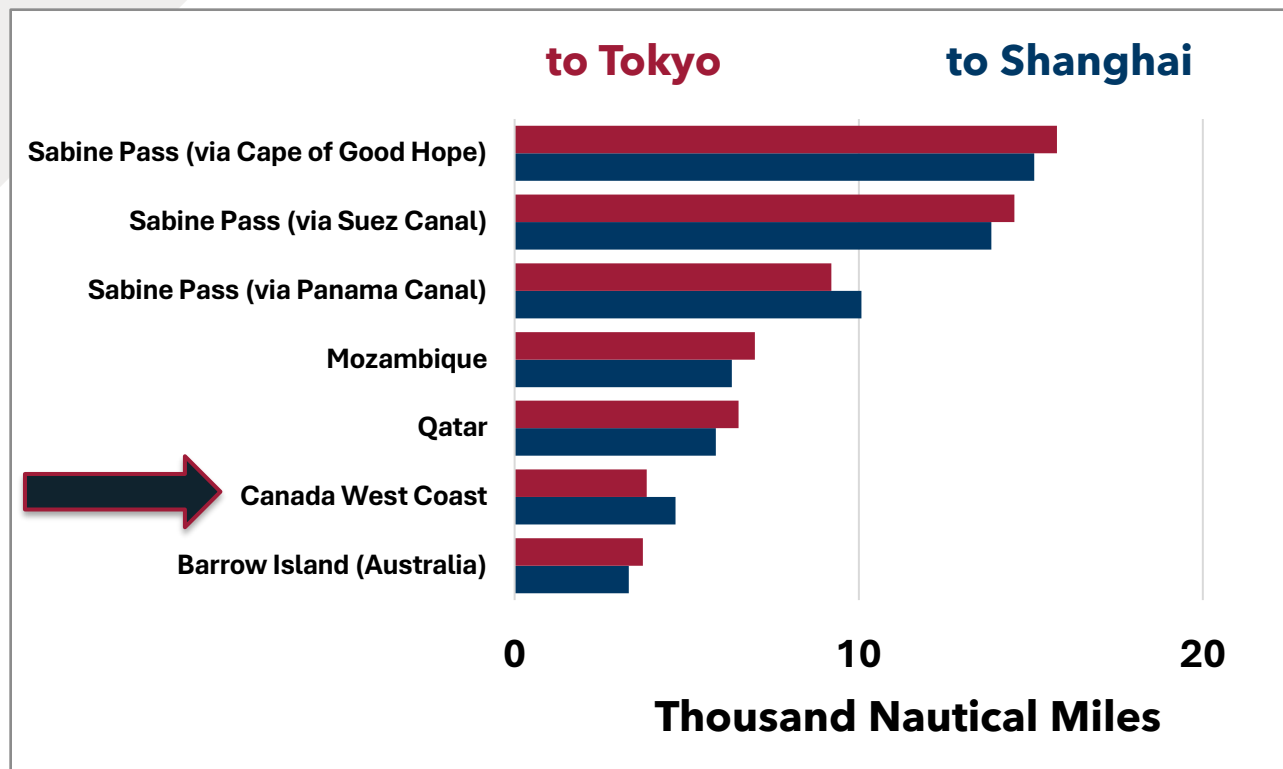 to Tokyo to Shanghai
Sabine Pass (via Cape of Good Hope)
Sabine Pass (via Suez Canal)
Sabine Pass (via Panama Canal)
Mozambique
Qatar
Canada West Coast
Barrow Island (Australia)
0 10 20
Thousand Nautical Miles